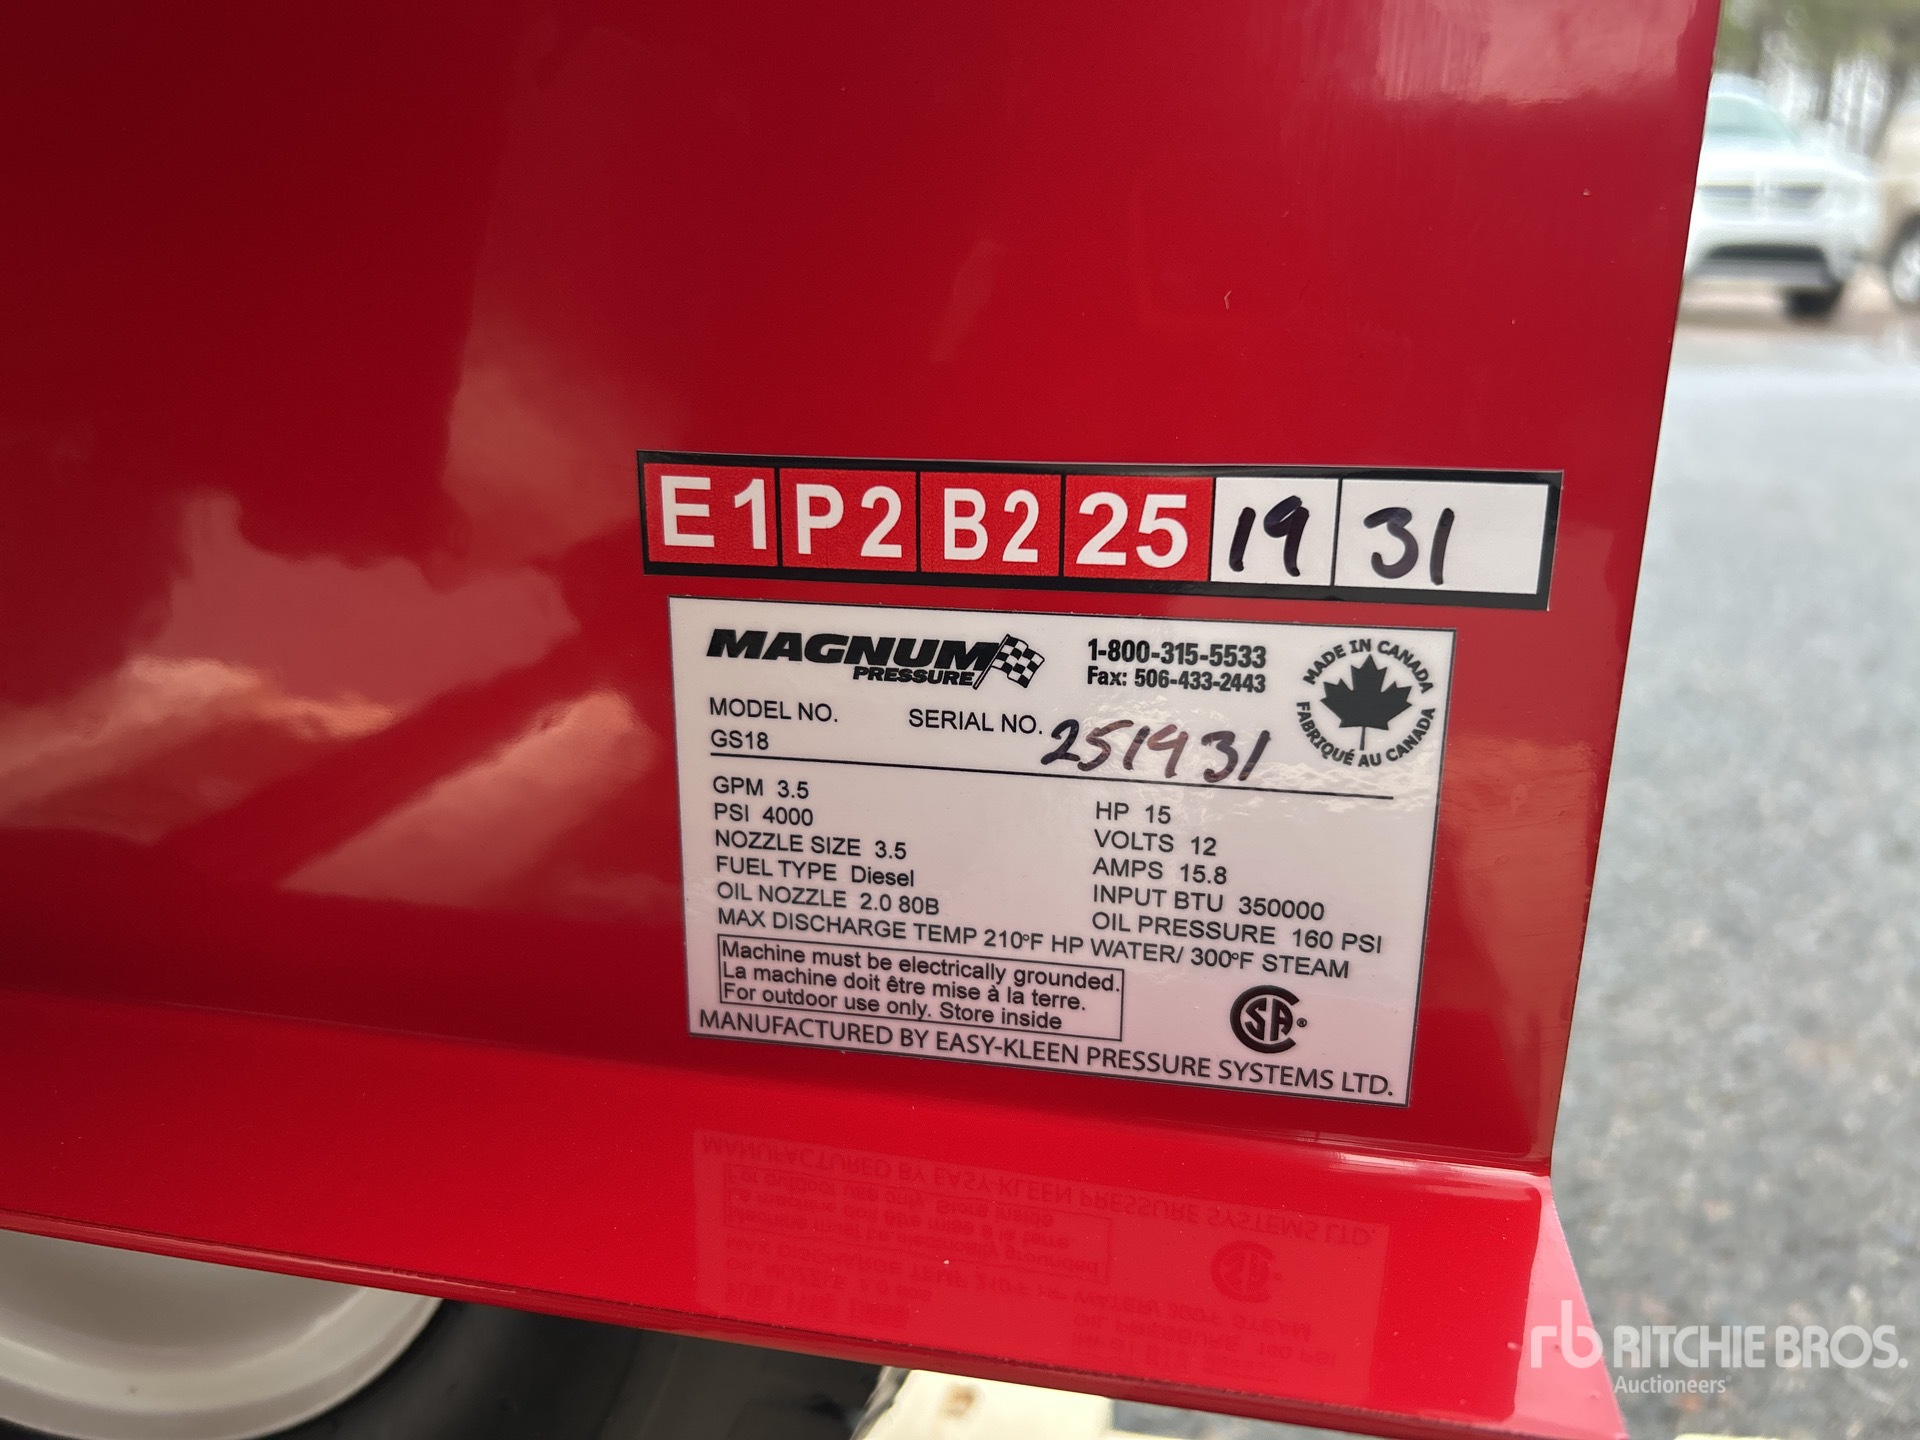 E1 P2 B2 25 19 31
MAGNUM
PRESSURE
1-800-315-5533
Fax: 506-433-2443
MADE IN CANADA
FABRIQUÉ AU CANADA
MODEL NO.
GS18
SERIAL NO. 251931
GPM 3.5
PSI 4000
NOZZLE SIZE 3.5
FUEL TYPE Diesel
OIL NOZZLE 2.0 80B
HP 15
VOLTS 12
AMPS 15.8
INPUT BTU 350000
OIL PRESSURE 160 PSI
MAX DISCHARGE TEMP 210°F HP WATER/ 300°F STEAM
Machine must be electrically grounded.
La machine doit être mise à la terre.
For outdoor use only. Store inside
CSA®
MANUFACTURED BY EASY-KLEEN PRESSURE SYSTEMS LTD.
rb RITCHIE BROS.
Auctioneers